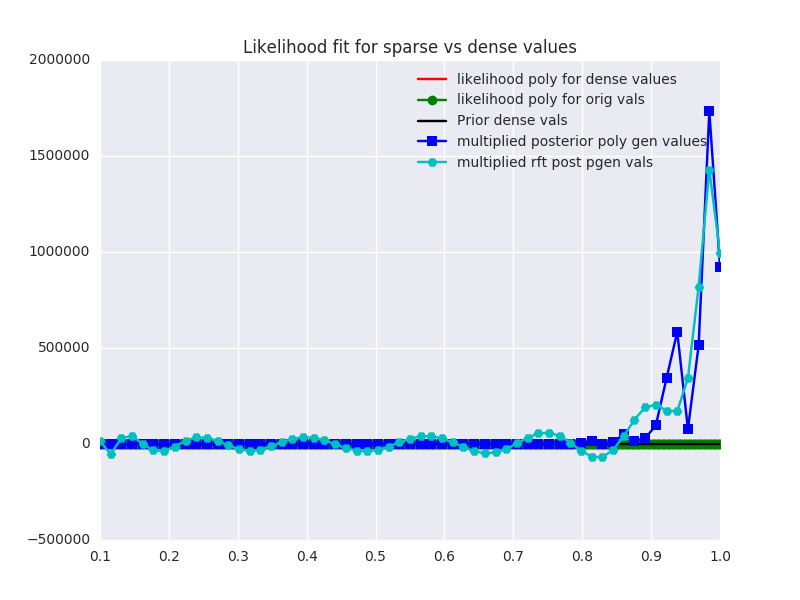 Likelihood fit for sparse vs dense values
2000000
1500000
1000000
500000
0
−500000
0.1 0.2 0.3 0.4 0.5 0.6 0.7 0.8 0.9 1.0
likelihood poly for dense values
likelihood poly for orig vals
Prior dense vals
multiplied posterior poly gen values
multiplied rft post pgen vals